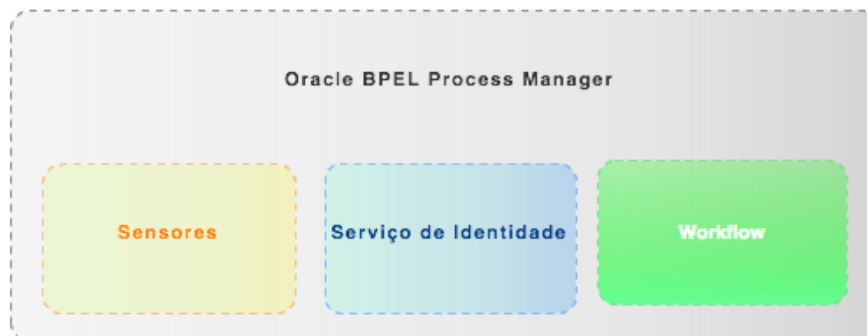 Oracle BPEL Process Manager
Sensores
Serviço de Identidade
Workflow